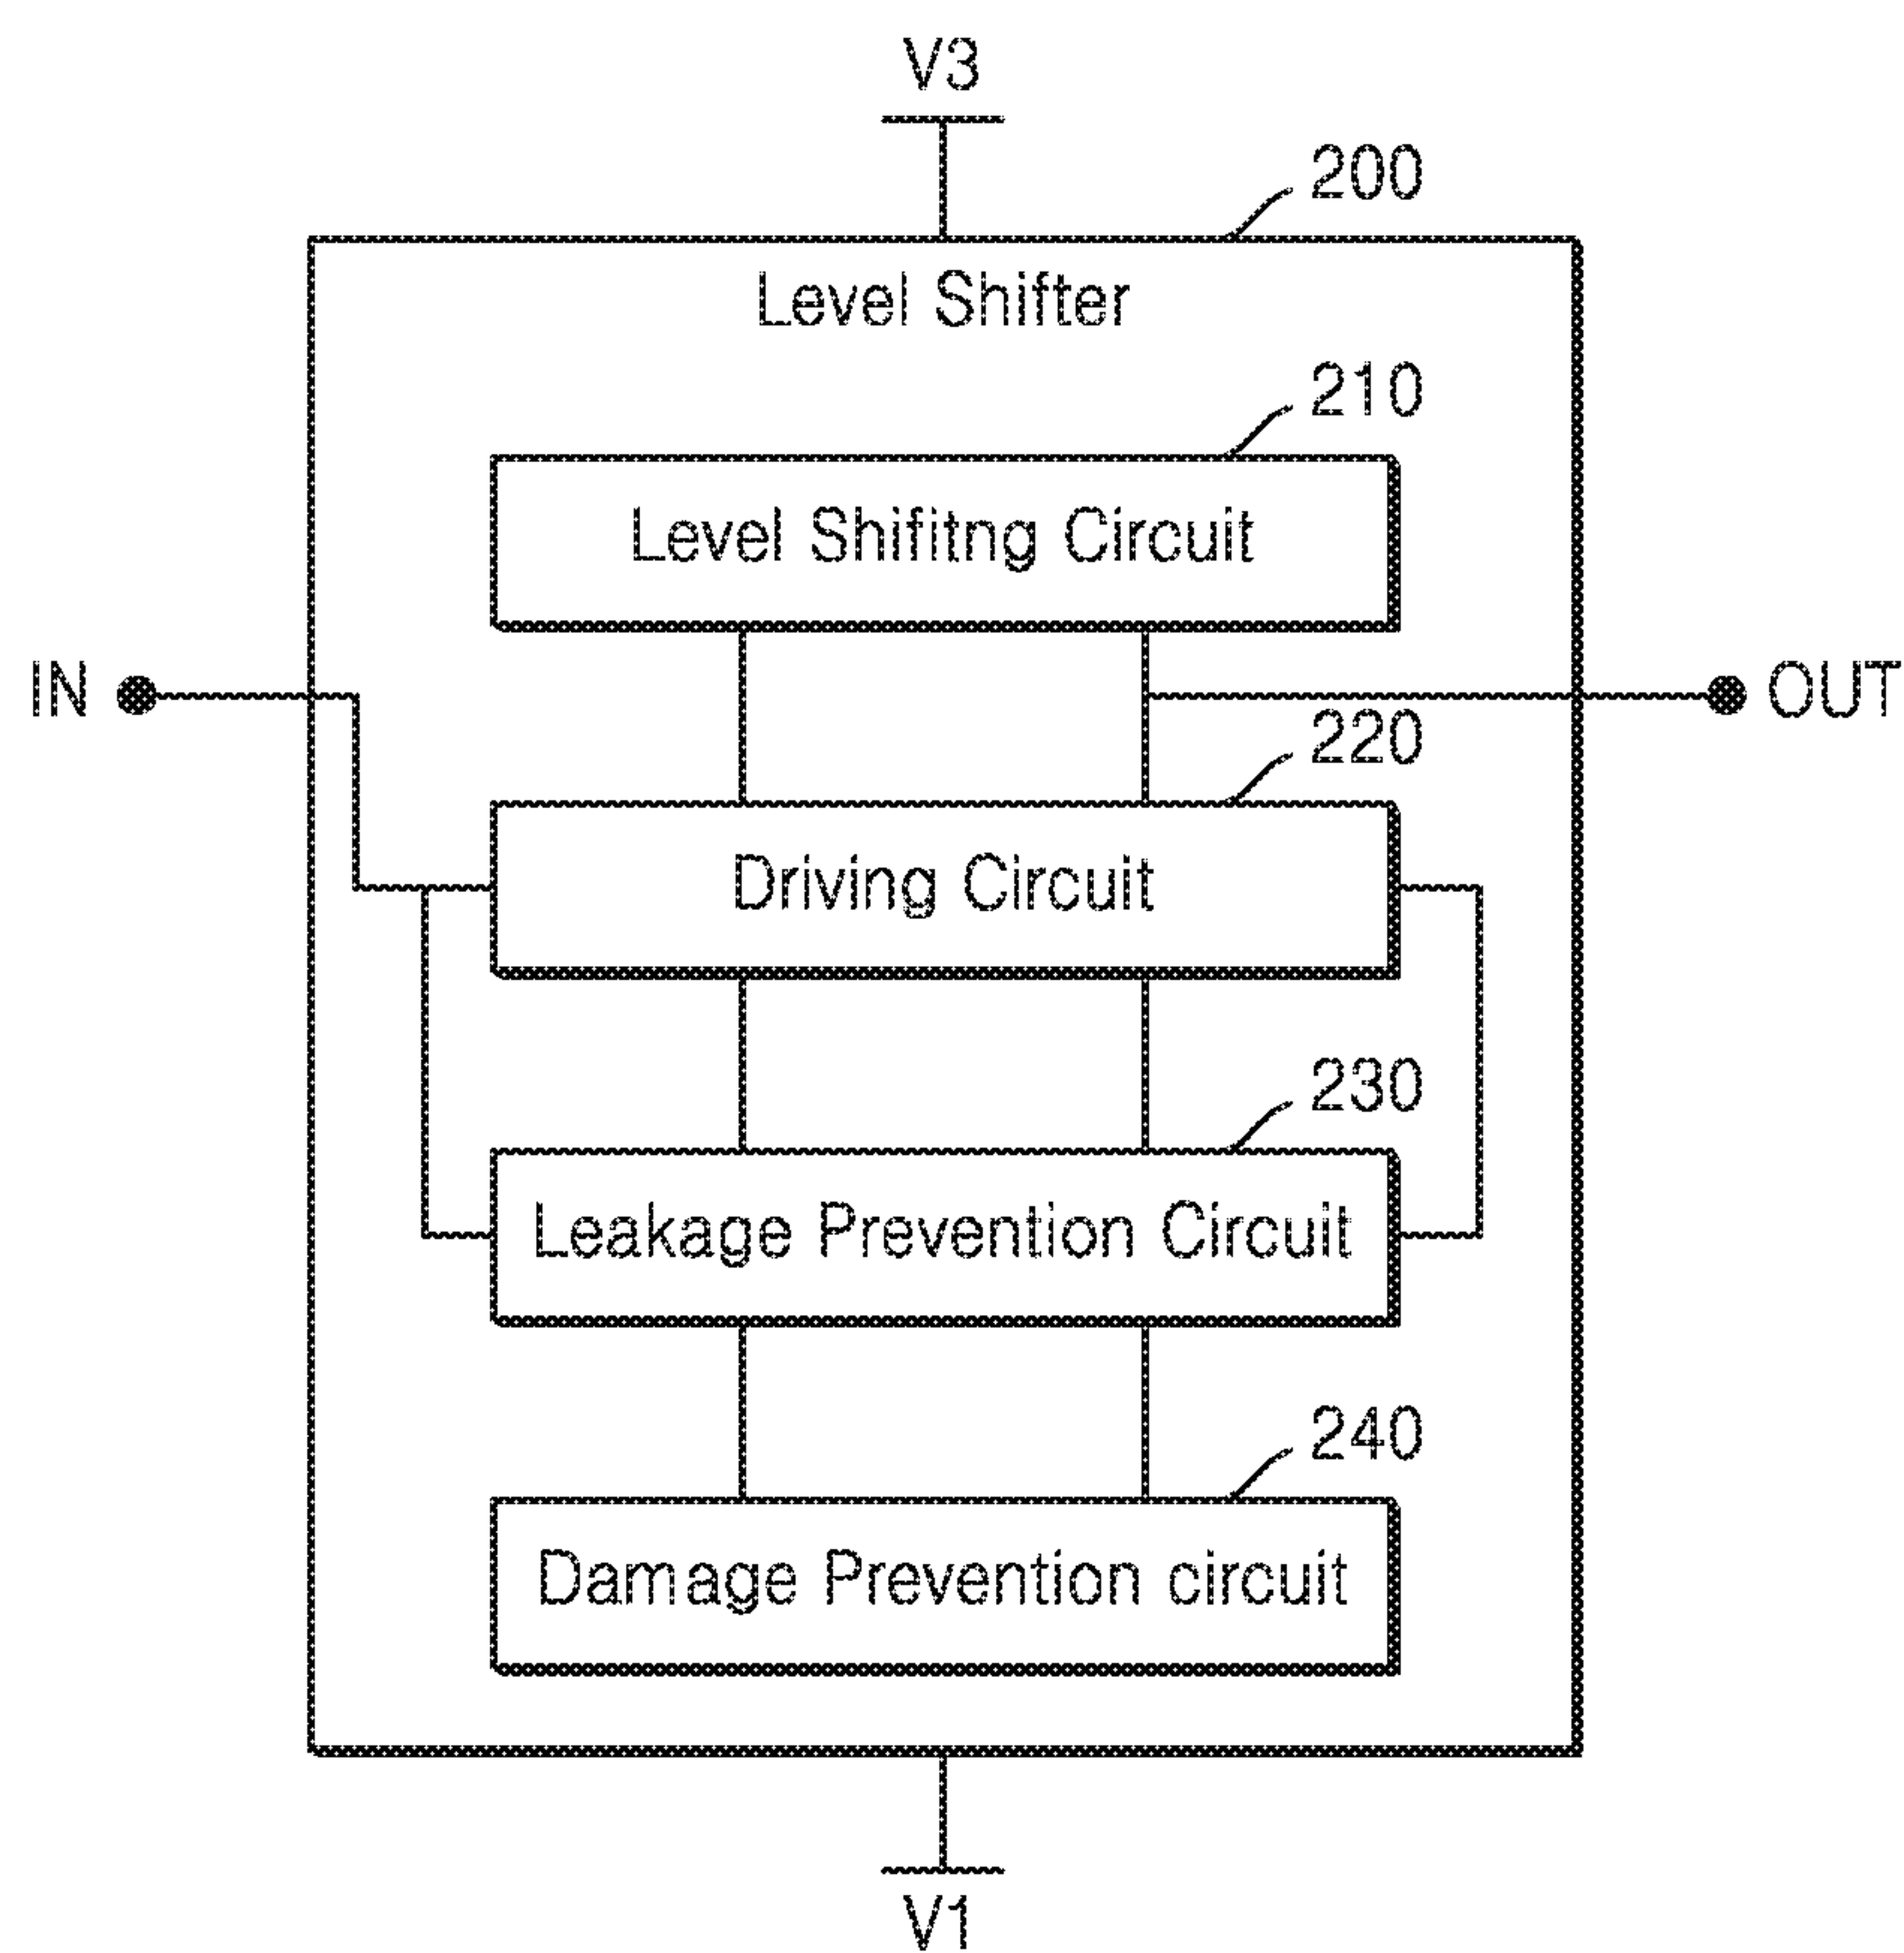 V3
200
Level Shifter
210
Level Shifitng Circuit
IN
OUT
220
Driving Circuit
230
Leakage Prevention Circuit
240
Damage Prevention circuit
V1